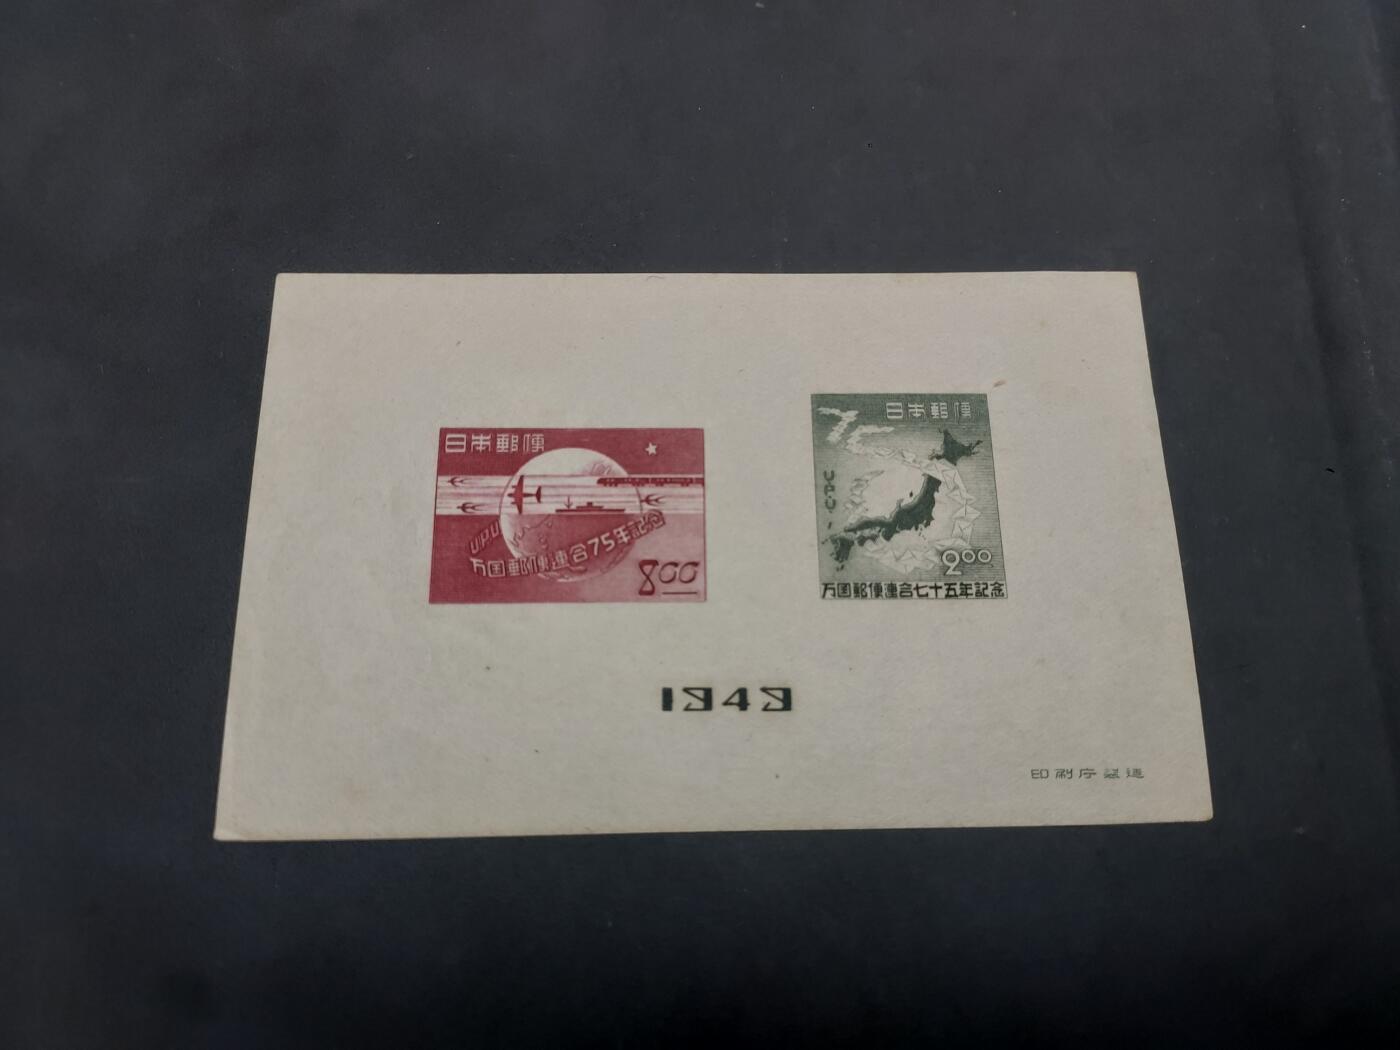 日本郵便
UPU
万国郵便連合75年記念
8.00
日本郵便
U.P.U.
2.00
万国郵便連合七十五年記念
1949
印刷庁製造